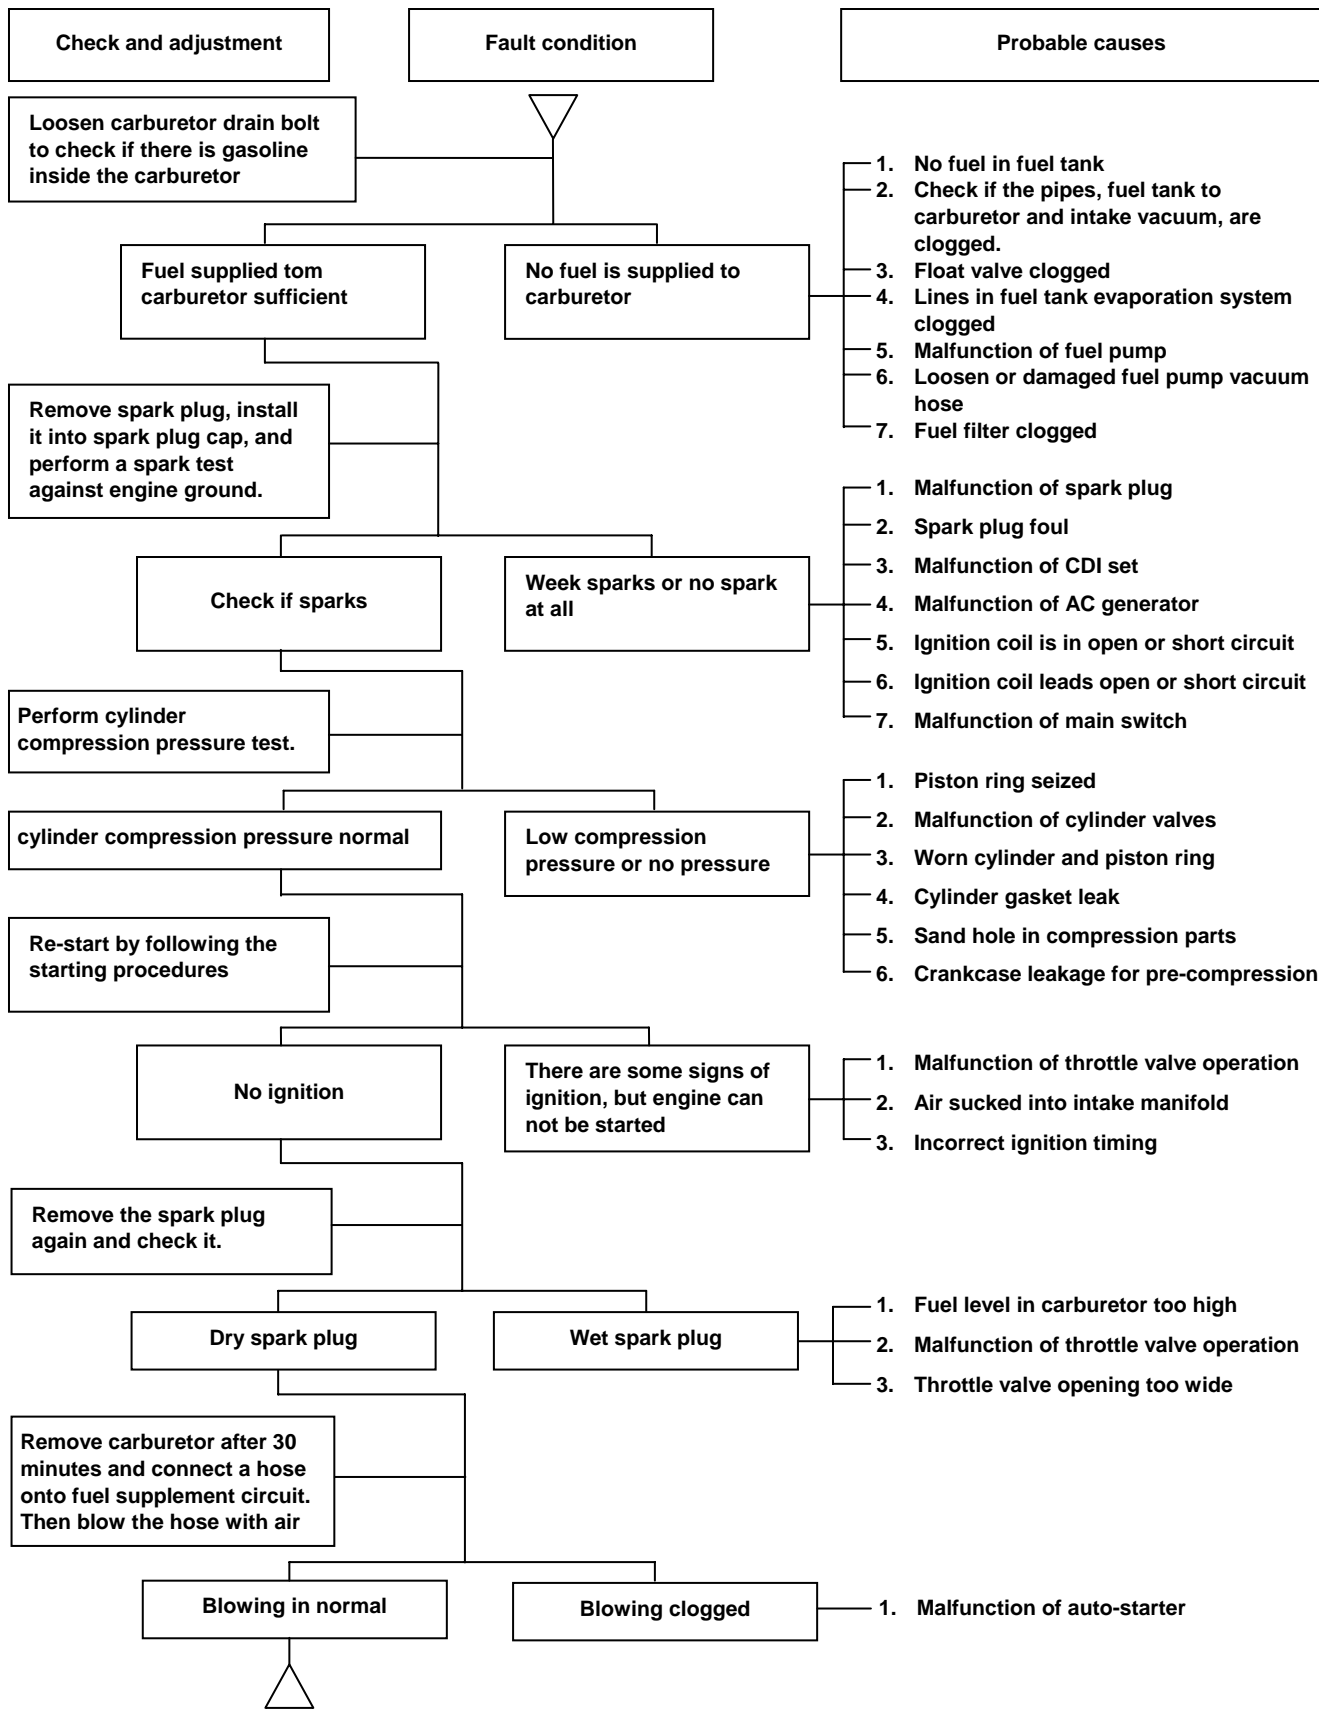 Check and adjustment
Fault condition
Probable causes
Loosen carburetor drain bolt
to check if there is gasoline
inside the carburetor
1. No fuel in fuel tank
2. Check if the pipes, fuel tank to
carburetor and intake vacuum, are
clogged.
3. Float valve clogged
4. Lines in fuel tank evaporation system
clogged
5. Malfunction of fuel pump
6. Loosen or damaged fuel pump vacuum
hose
7. Fuel filter clogged
Fuel supplied tom
carburetor sufficient
No fuel is supplied to
carburetor
Remove spark plug, install
it into spark plug cap, and
perform a spark test
against engine ground.
1. Malfunction of spark plug
2. Spark plug foul
3. Malfunction of CDI set
4. Malfunction of AC generator
5. Ignition coil is in open or short circuit
6. Ignition coil leads open or short circuit
7. Malfunction of main switch
Check if sparks
Week sparks or no spark
at all
Perform cylinder
compression pressure test.
1. Piston ring seized
2. Malfunction of cylinder valves
3. Worn cylinder and piston ring
4. Cylinder gasket leak
5. Sand hole in compression parts
6. Crankcase leakage for pre-compression
cylinder compression pressure normal
Low compression
pressure or no pressure
Re-start by following the
starting procedures
No ignition
There are some signs of
ignition, but engine can
not be started
1. Malfunction of throttle valve operation
2. Air sucked into intake manifold
3. Incorrect ignition timing
Remove the spark plug
again and check it.
Dry spark plug
Wet spark plug
1. Fuel level in carburetor too high
2. Malfunction of throttle valve operation
3. Throttle valve opening too wide
Remove carburetor after 30
minutes and connect a hose
onto fuel supplement circuit.
Then blow the hose with air
Blowing in normal
Blowing clogged
1. Malfunction of auto-starter